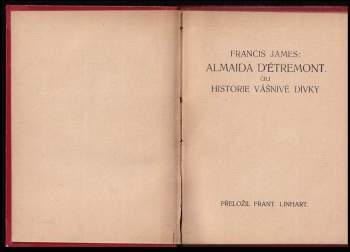 FRANCIS JAMES:
ALMAIDA D'ÉTREMONT.
ČILI
HISTORIE VÁŠNIVÉ DÍVKY
PŘELOŽIL FRANT. LINHART.